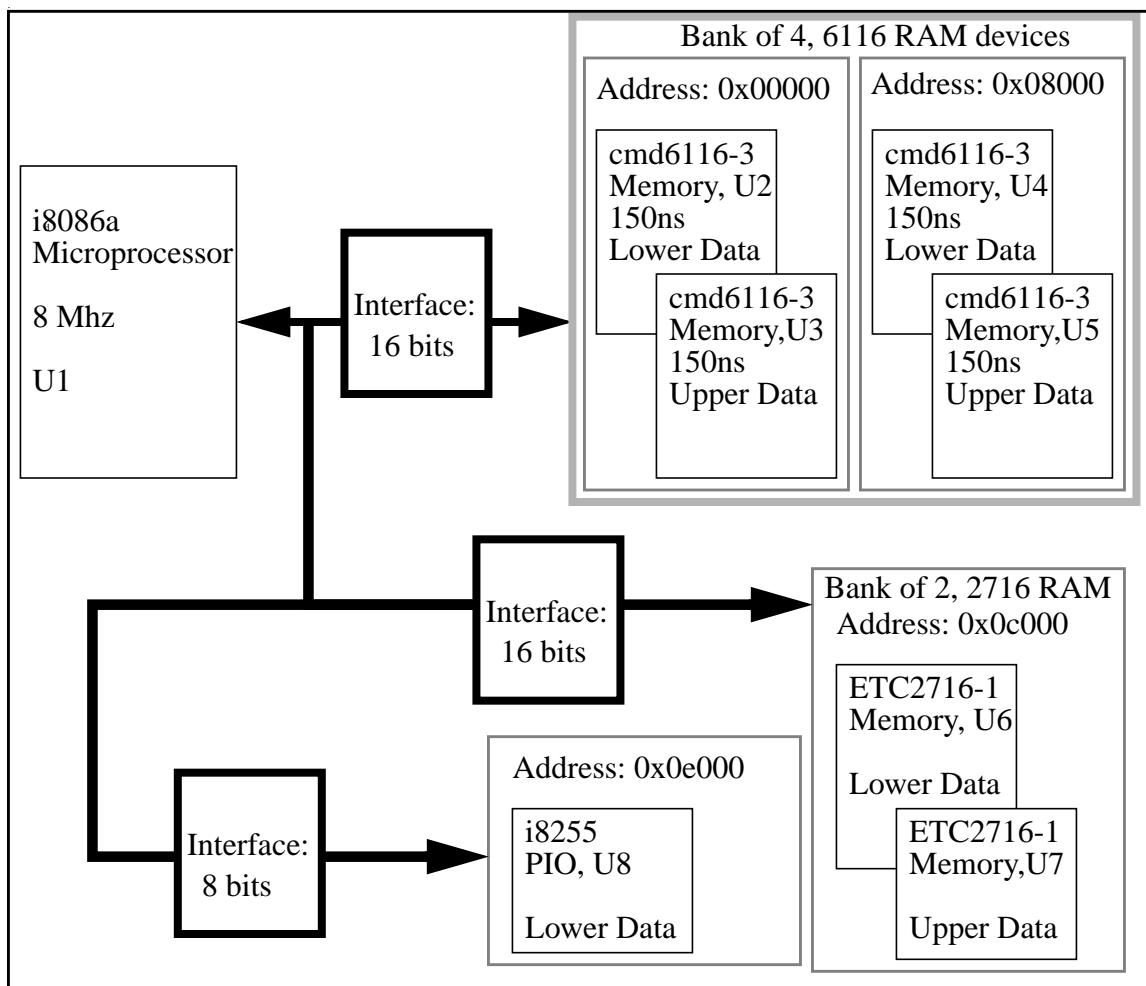 Bank of 4, 6116 RAM devices
Address: 0x00000
Address: 0x08000
cmd6116-3
Memory, U2
150ns
Lower Data
cmd6116-3
Memory,U3
150ns
Upper Data
cmd6116-3
Memory, U4
150ns
Lower Data
cmd6116-3
Memory,U5
150ns
Upper Data
i8086a
Microprocessor
8 Mhz
U1
Interface:
16 bits
Interface:
16 bits
Bank of 2, 2716 RAM
Address: 0x0c000
ETC2716-1
Memory, U6
Lower Data
ETC2716-1
Memory,U7
Upper Data
Interface:
8 bits
Address: 0x0e000
i8255
PIO, U8
Lower Data